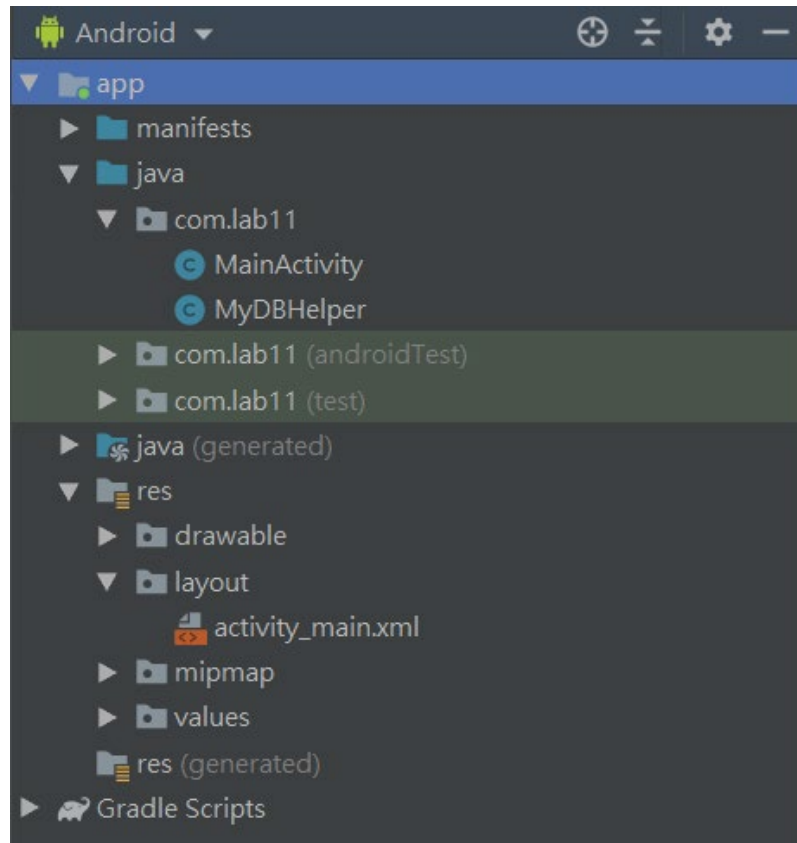 Android
app
manifests
java
com.lab11
MainActivity
MyDBHelper
com.lab11 (androidTest)
com.lab11 (test)
java (generated)
res
drawable
layout
activity_main.xml
mipmap
values
res (generated)
Gradle Scripts